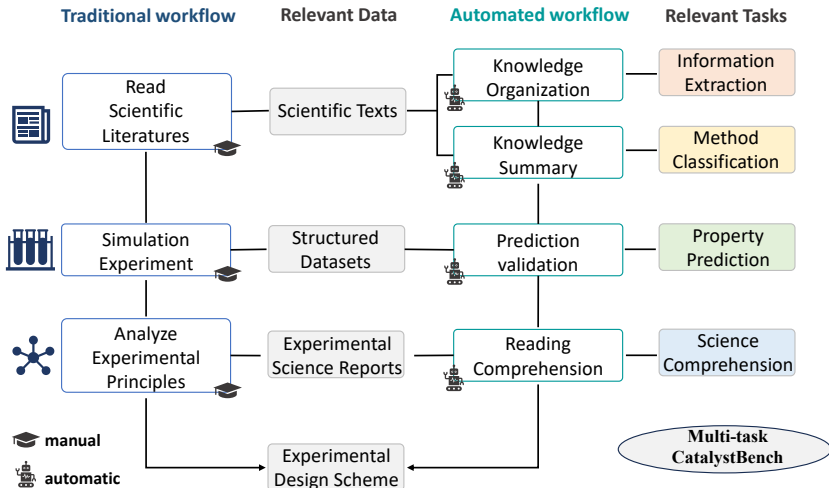 Traditional workflow
Relevant Data
Automated workflow
Relevant Tasks
Read
Scientific
Literatures
Scientific Texts
Knowledge
Organization
Information
Extraction
Knowledge
Summary
Method
Classification
Simulation
Experiment
Structured
Datasets
Prediction
validation
Property
Prediction
Analyze
Experimental
Principles
Experimental
Science Reports
Reading
Comprehension
Science
Comprehension
manual
automatic
Experimental
Design Scheme
Multi-task
CatalystBench